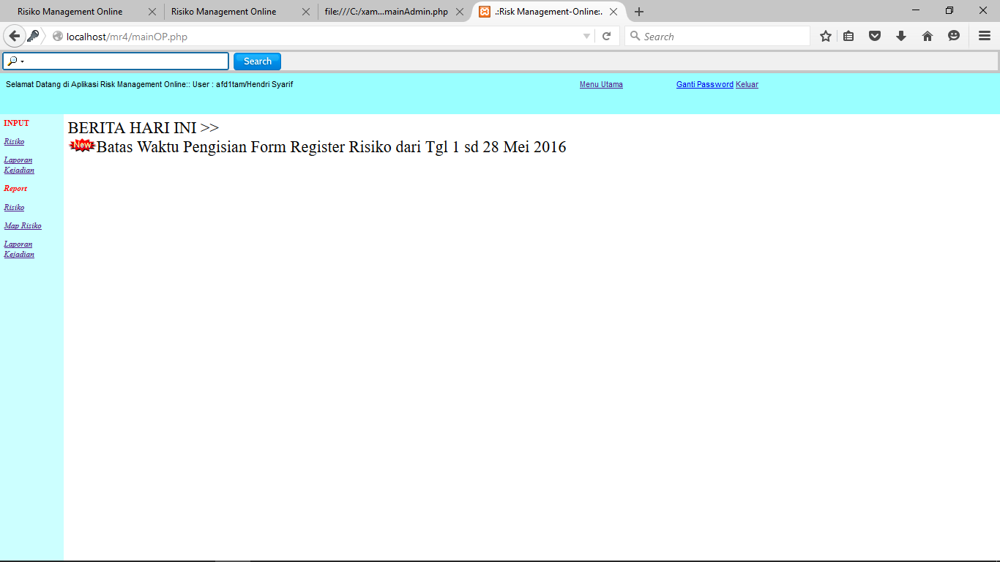 Risiko Management Online
Risiko Management Online
file:///C:/xam...mainAdmin.php
.:Risk Management-Online:.
localhost/mr4/mainOP.php
Search
Search
Selamat Datang di Aplikasi Risk Management Online:: User : afd1tam/Hendri Syarif
Menu Utama
Ganti Password Keluar
INPUT
Risiko
Laporan
Kejadian
Report
Risiko
Map Risiko
Laporan
Kejadian
BERITA HARI INI >>
New Batas Waktu Pengisian Form Register Risiko dari Tgl 1 sd 28 Mei 2016